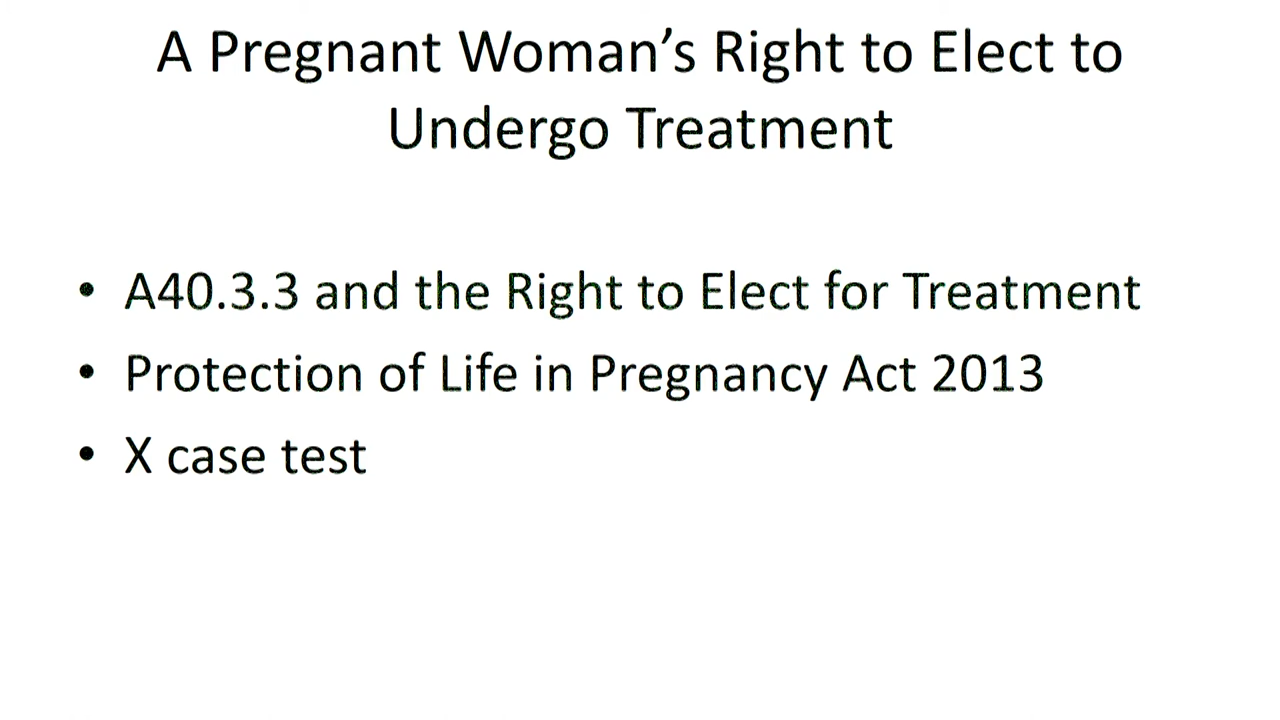 A Pregnant Woman’s Right to Elect to
Undergo Treatment
• A40.3.3 and the Right to Elect for Treatment
• Protection of Life in Pregnancy Act 2013
• X case test